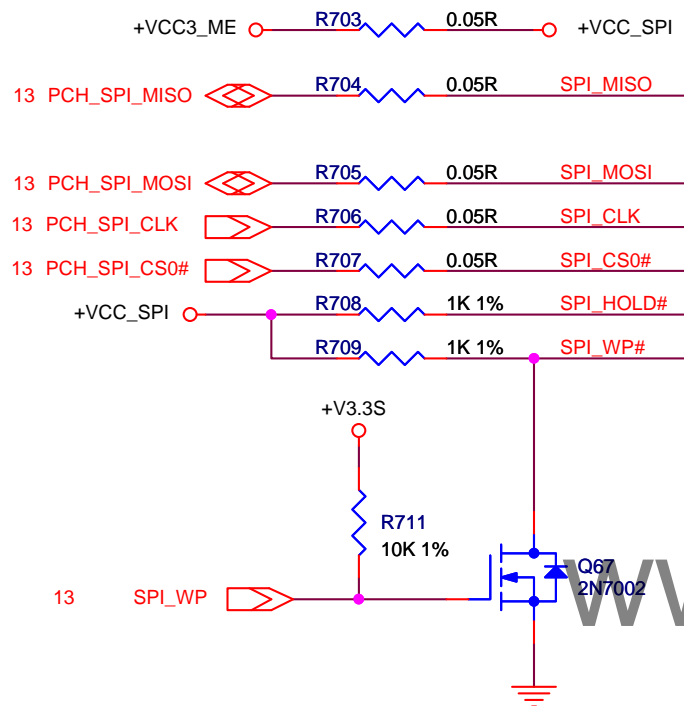 +VCC3_ME R703 0.05R +VCC_SPI
13 PCH_SPI_MISO R704 0.05R SPI_MISO
13 PCH_SPI_MOSI R705 0.05R SPI_MOSI
13 PCH_SPI_CLK R706 0.05R SPI_CLK
13 PCH_SPI_CS0# R707 0.05R SPI_CS0#
+VCC_SPI R708 1K 1% SPI_HOLD#
R709 1K 1% SPI_WP#
+V3.3S
R711
10K 1%
Q67
2N7002
13 SPI_WP